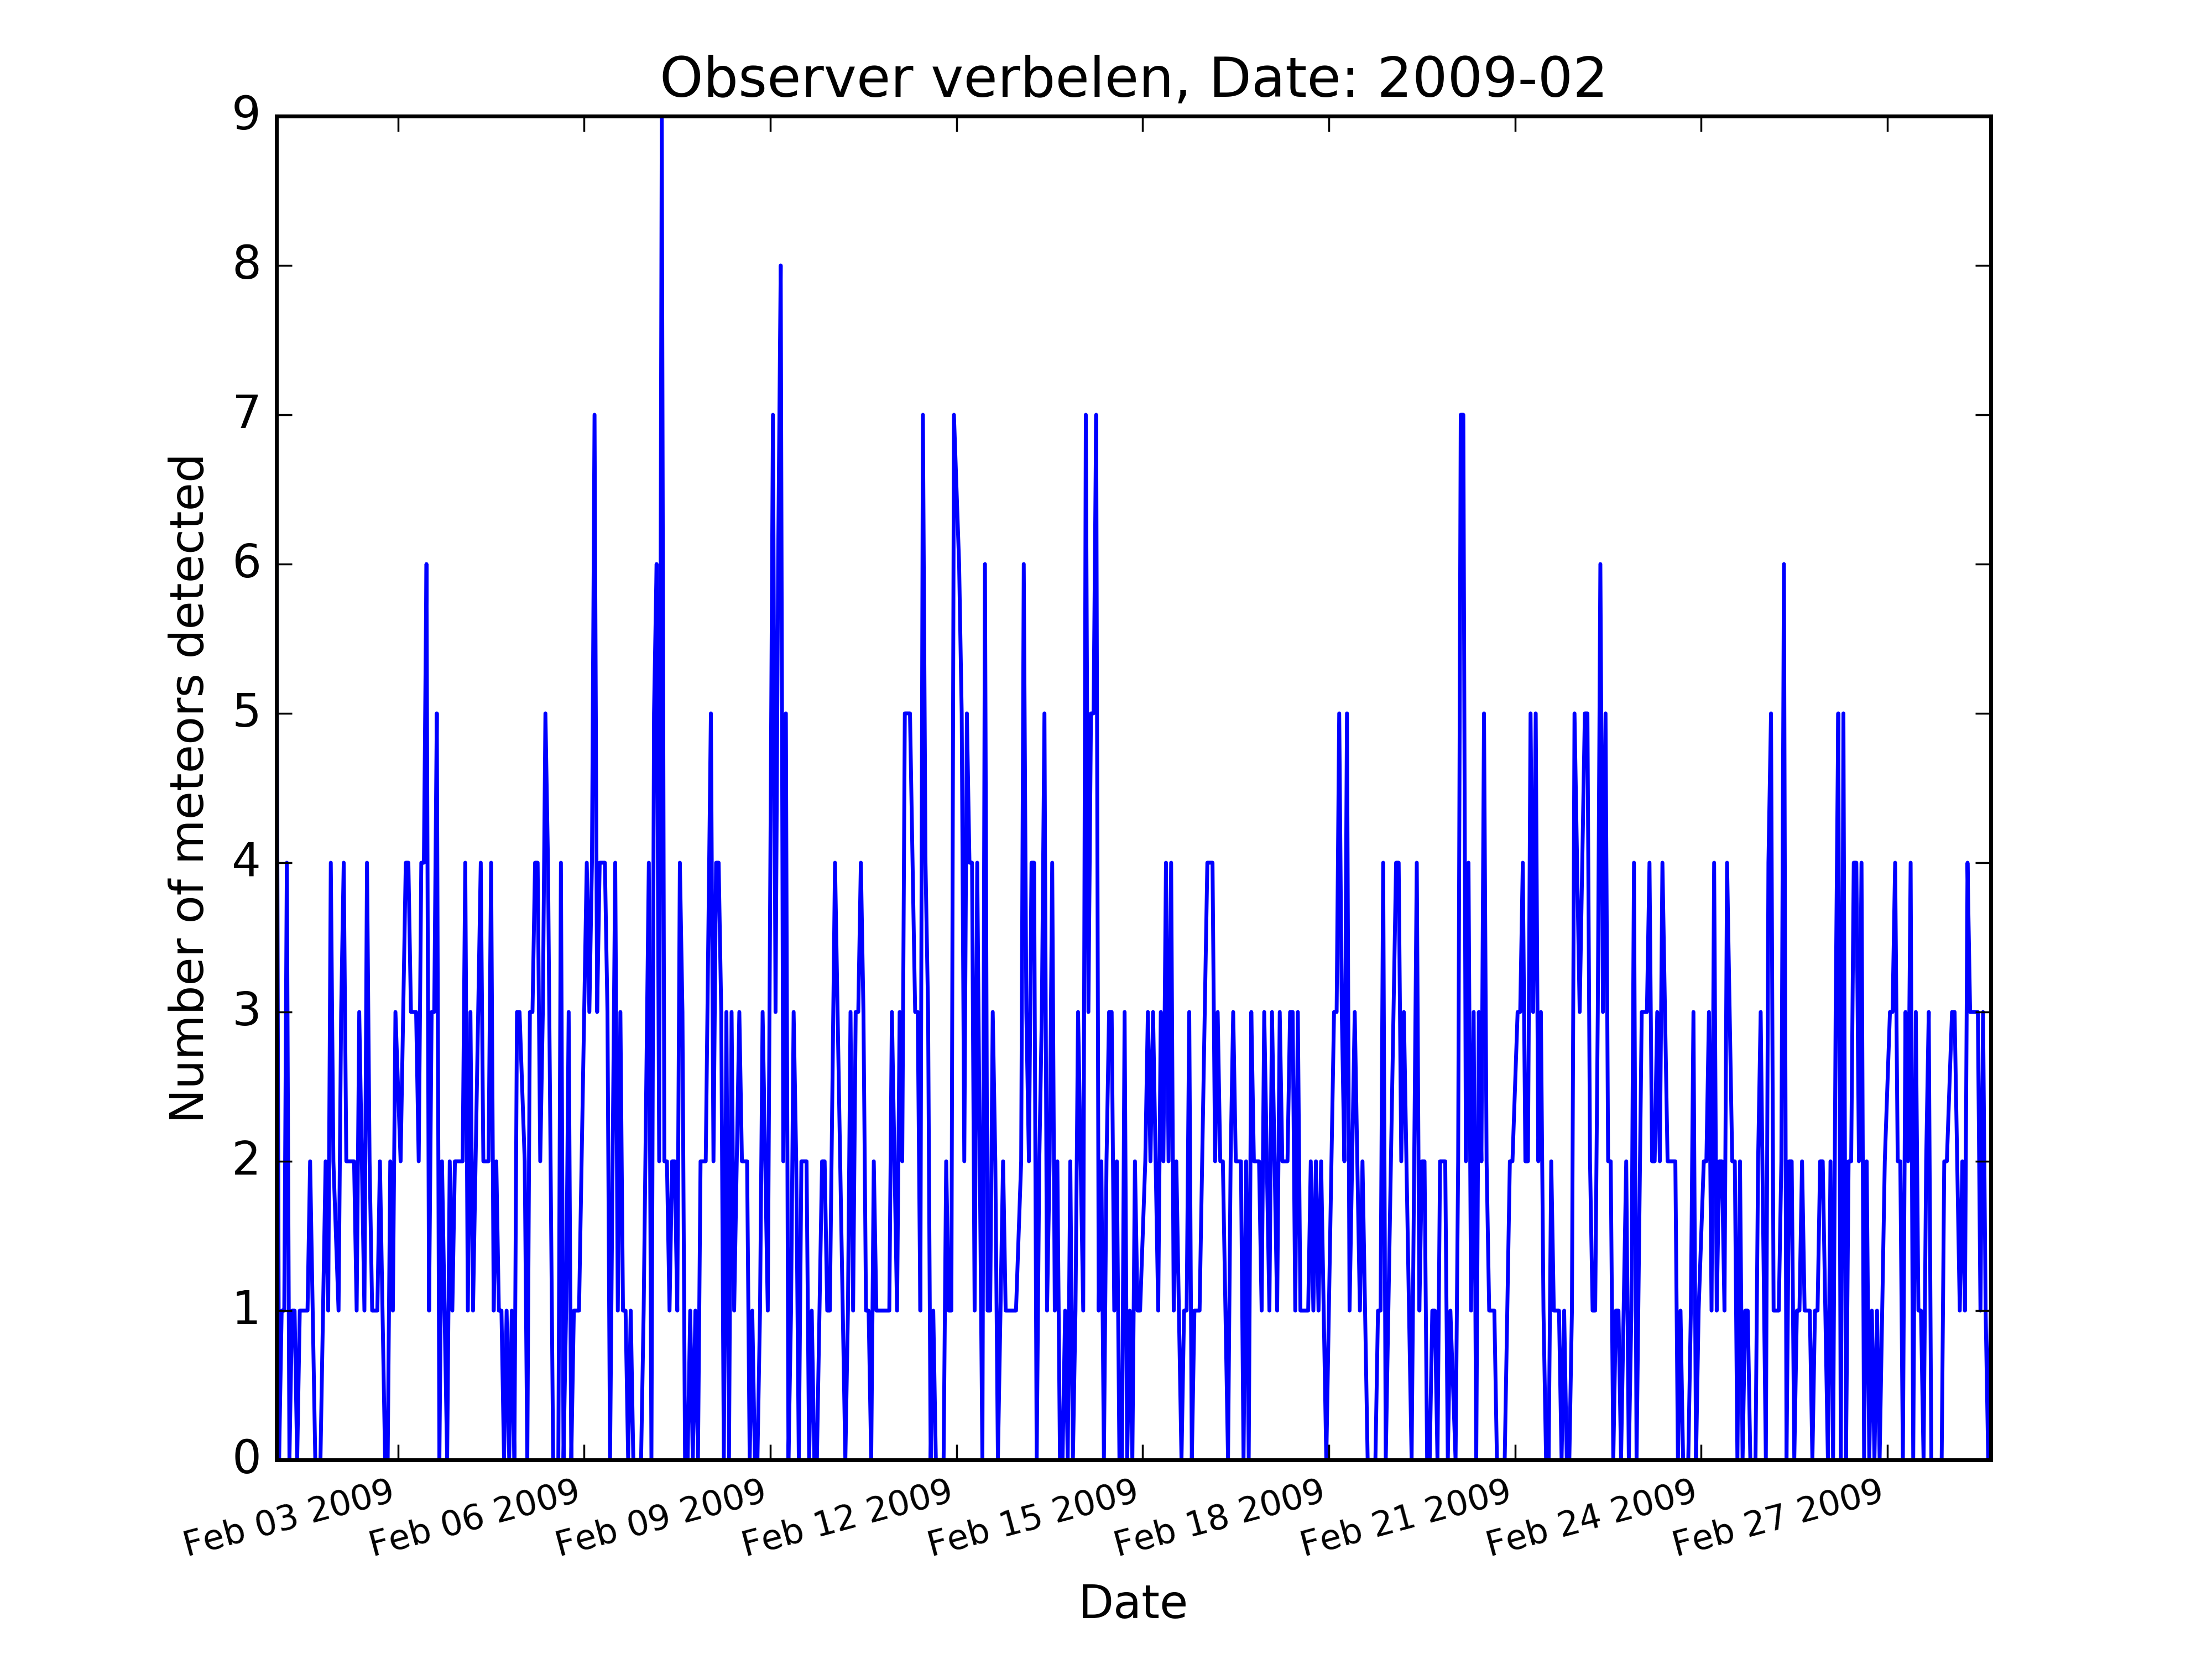 Observer verbelen, Date: 2009-02
9
8
7
6
5
4
3
2
1
0
Number of meteors detected
Feb 03 2009
Feb 06 2009
Feb 09 2009
Feb 12 2009
Feb 15 2009
Feb 18 2009
Feb 21 2009
Feb 24 2009
Feb 27 2009
Date